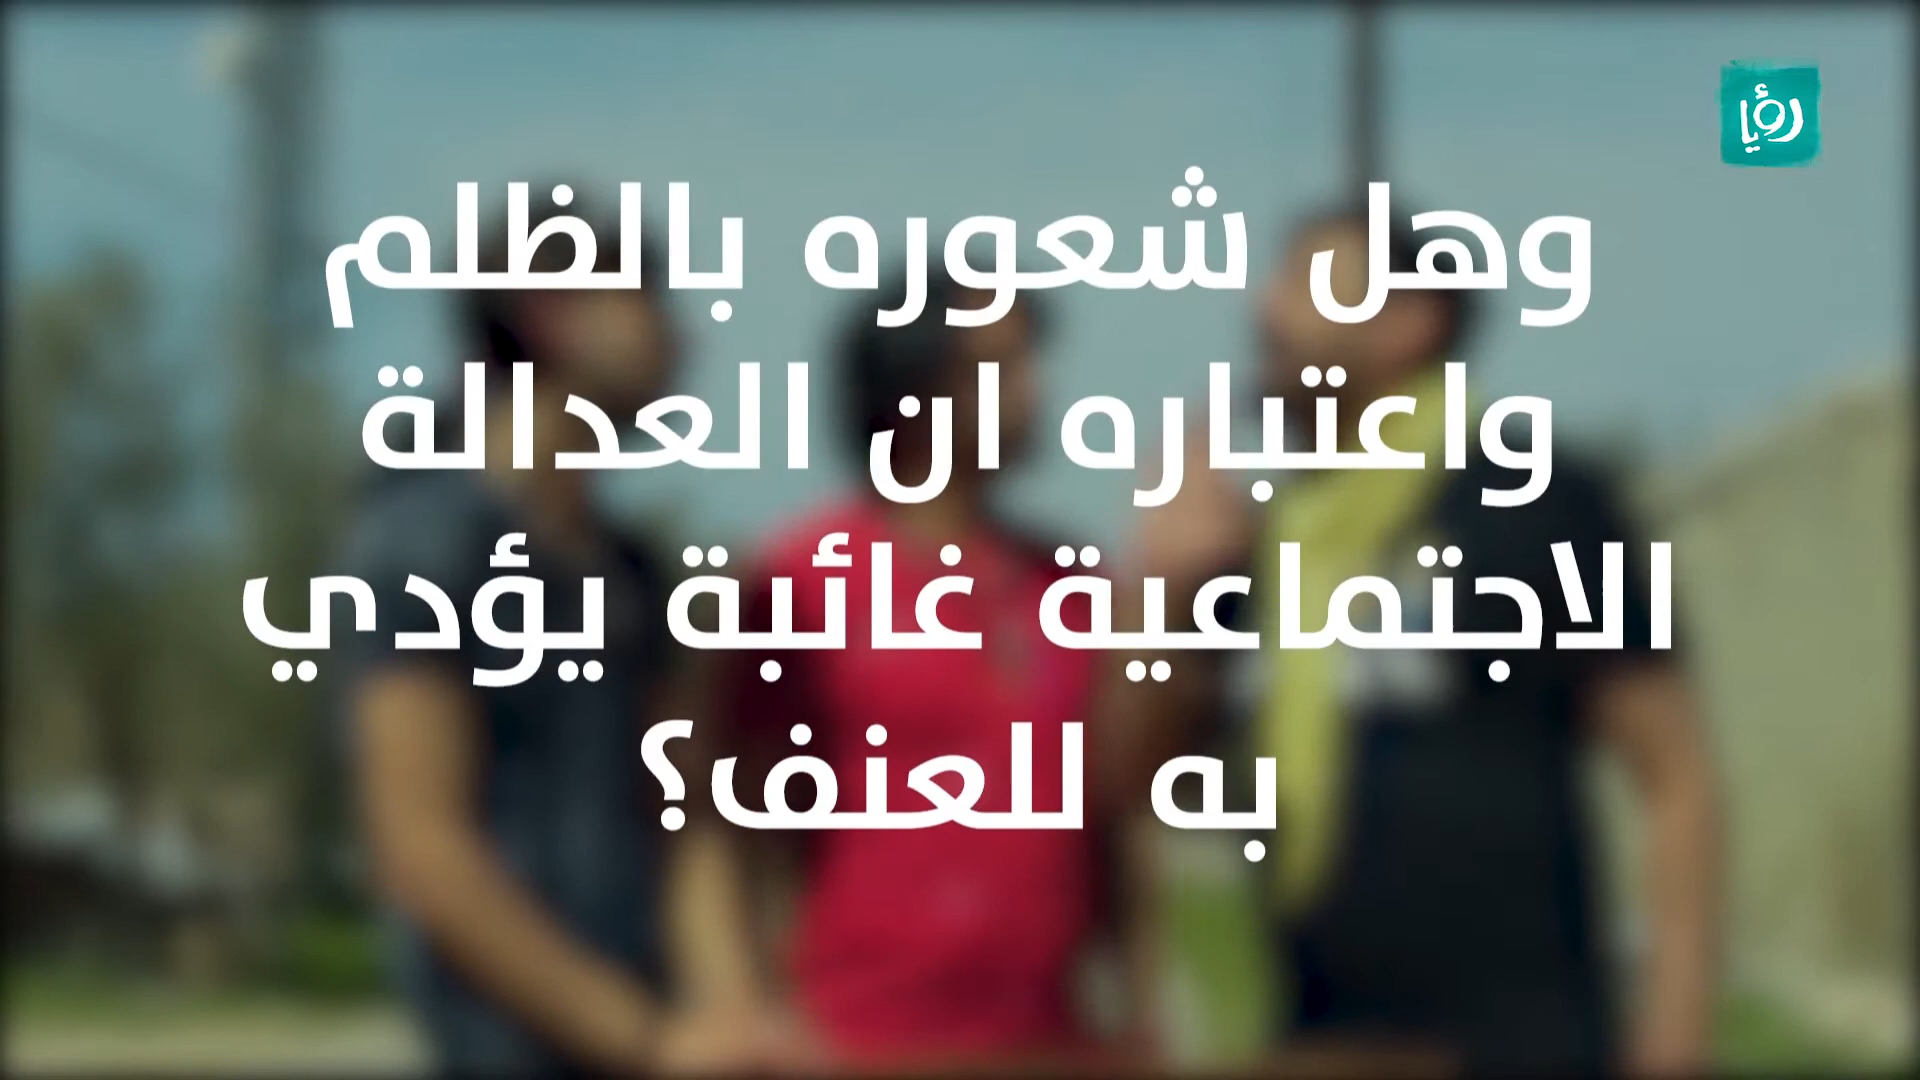 رؤيا
وهل شعوره بالظلم
واعتباره ان العدالة
الاجتماعية غائبة يؤدي
به للعنف؟